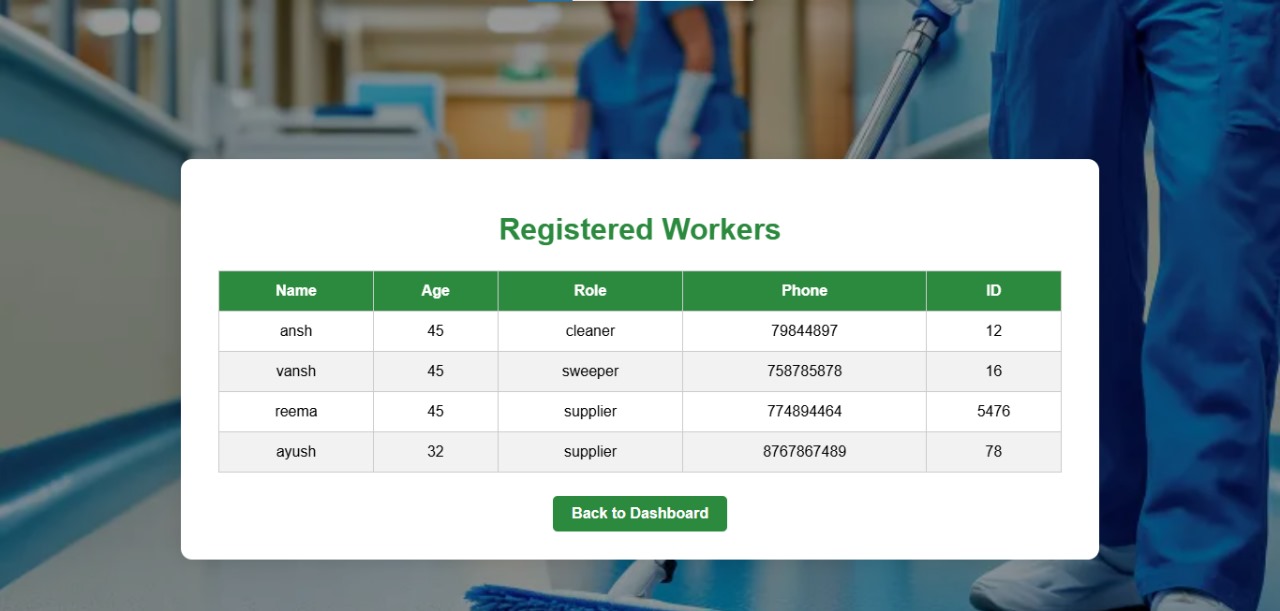 Registered Workers
Name Age Role Phone ID
ansh 45 cleaner 79844897 12
vansh 45 sweeper 758785878 16
reema 45 supplier 774894464 5476
ayush 32 supplier 8767867489 78
Back to Dashboard